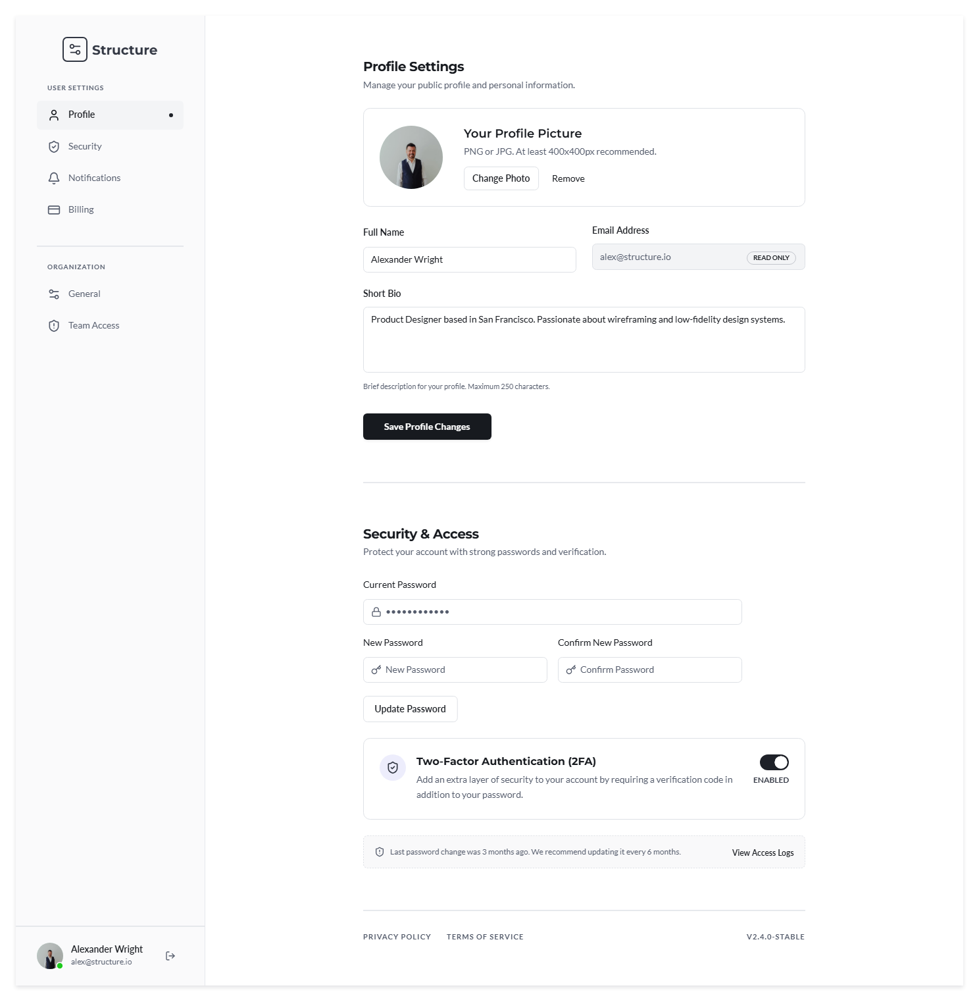 Structure
USER SETTINGS
Profile
Security
Notifications
Billing
ORGANIZATION
General
Team Access
Alexander Wright
alex@structure.io
Profile Settings
Manage your public profile and personal information.
Your Profile Picture
PNG or JPG. At least 400x400px recommended.
Change Photo
Remove
Full Name
Alexander Wright
Email Address
alex@structure.io
READ ONLY
Short Bio
Product Designer based in San Francisco. Passionate about wireframing and low-fidelity design systems.
Brief description for your profile. Maximum 250 characters.
Save Profile Changes
Security & Access
Protect your account with strong passwords and verification.
Current Password
••••••••••••
New Password
New Password
Confirm New Password
Confirm Password
Update Password
Two-Factor Authentication (2FA)
Add an extra layer of security to your account by requiring a verification code in
addition to your password.
ENABLED
Last password change was 3 months ago. We recommend updating it every 6 months.
View Access Logs
PRIVACY POLICY
TERMS OF SERVICE
V2.4.0-STABLE